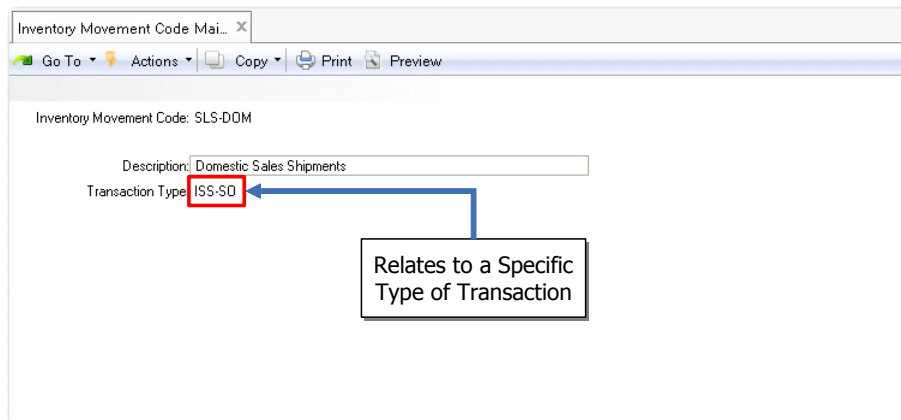 Inventory Movement Code Mai... X
Go To Actions Copy Print Preview
Inventory Movement Code: SLS-DOM
Description: Domestic Sales Shipments
Transaction Type: ISS-SO
Relates to a Specific
Type of Transaction